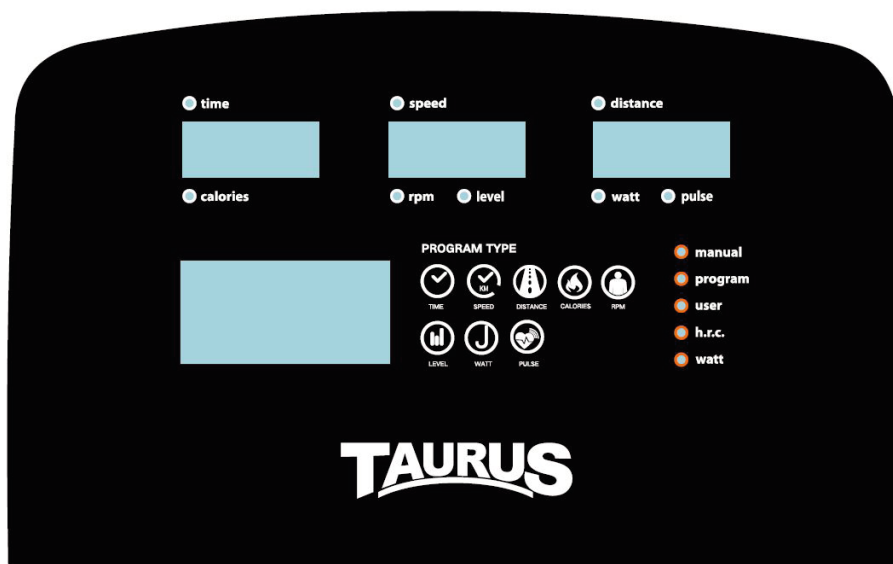 time speed distance
calories rpm level watt pulse
PROGRAM TYPE
KM
TIME SPEED DISTANCE CALORIES RPM
LEVEL WATT PULSE
manual
program
user
h.r.c.
watt
TAURUS